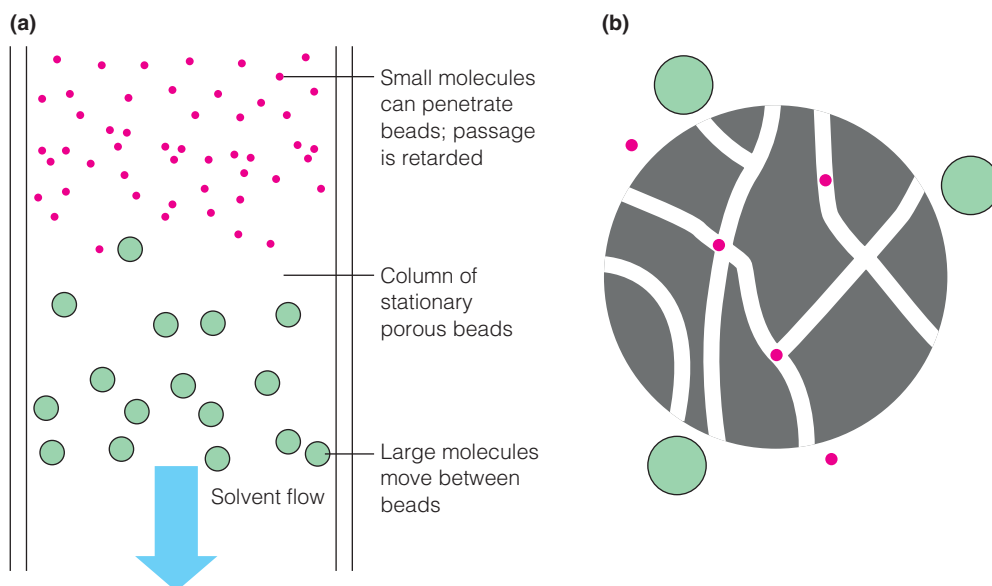 (a)
Small molecules
can penetrate
beads; passage
is retarded
Column of
stationary
porous beads
Large molecules
move between
beads
Solvent flow
(b)